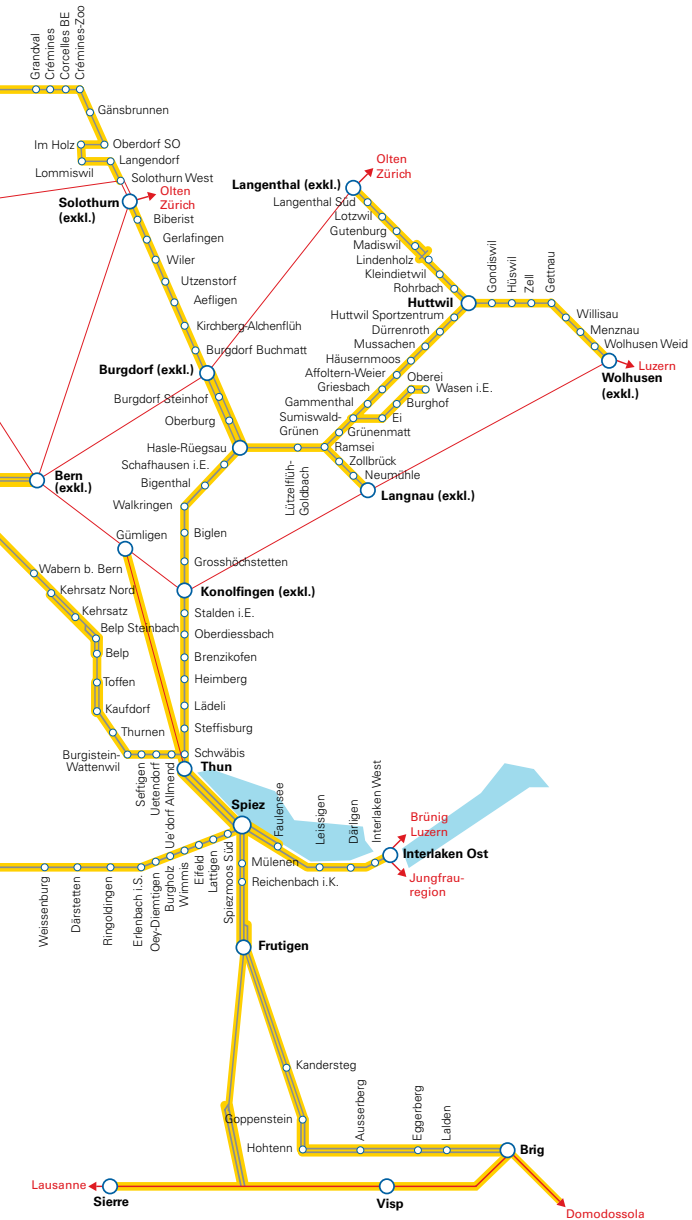 Grandval
Crémines
Corcelles BE
Crémines-Zoo
Gänsbrunnen
Im Holz
Oberdorf SO
Lommiswil
Langendorf
Solothurn West
Solothurn
(exkl.)
Olten
Zürich
Biberist
Gerlafingen
Wiler
Utzenstorf
Aefligen
Kirchberg-Alchenflüh
Burgdorf Buchmatt
Burgdorf (exkl.)
Burgdorf Steinhof
Oberburg
Hasle-Rüegsau
Schafhausen i.E.
Bigenthal
Walkringen
Biglen
Grosshöchstetten
Konolfingen (exkl.)
Stalden i.E.
Oberdiessbach
Brenzikofen
Heimberg
Lädeli
Steffisburg
Schwäbis
Thun
Olten
Zürich
Langenthal (exkl.)
Langenthal Süd
Lotzwil
Gutenburg
Madiswil
Lindenholz
Kleindietwil
Rohrbach
Huttwil
Gondiswil
Hüswil
Zell
Gettnau
Willisau
Menznau
Wolhusen Weid
Luzern
Wolhusen
(exkl.)
Huttwil Sportzentrum
Dürrenroth
Mussachen
Häusernmoos
Affoltern-Weier
Griesbach
Gammenthal
Sumiswald-
Grünen
Oberei
Wasen i.E.
Burghof
Ei
Grünenmatt
Ramsei
Zollbrück
Neumühle
Langnau (exkl.)
Lützelflüh-
Goldbach
Bern
(exkl.)
Gümligen
Wabern b. Bern
Kehrsatz Nord
Kehrsatz
Belp Steinbach
Belp
Toffen
Kaufdorf
Thurnen
Burgistein-
Wattenwil
Seftigen
Uetendorf
Ue'dorf Allmend
Spiez
Faulensee
Leissigen
Därligen
Interlaken West
Brünig
Luzern
Interlaken Ost
Jungfrau-
region
Weissenburg
Därstetten
Ringoldingen
Erlenbach i.S.
Oey-Diemtigen
Burgholz
Wimmis
Eifeld
Lattigen
Spiezmoos Süd
Mülenen
Reichenbach i.K.
Frutigen
Kandersteg
Goppenstein
Hohtenn
Ausserberg
Eggerberg
Lalden
Brig
Lausanne
Sierre
Visp
Domodossola